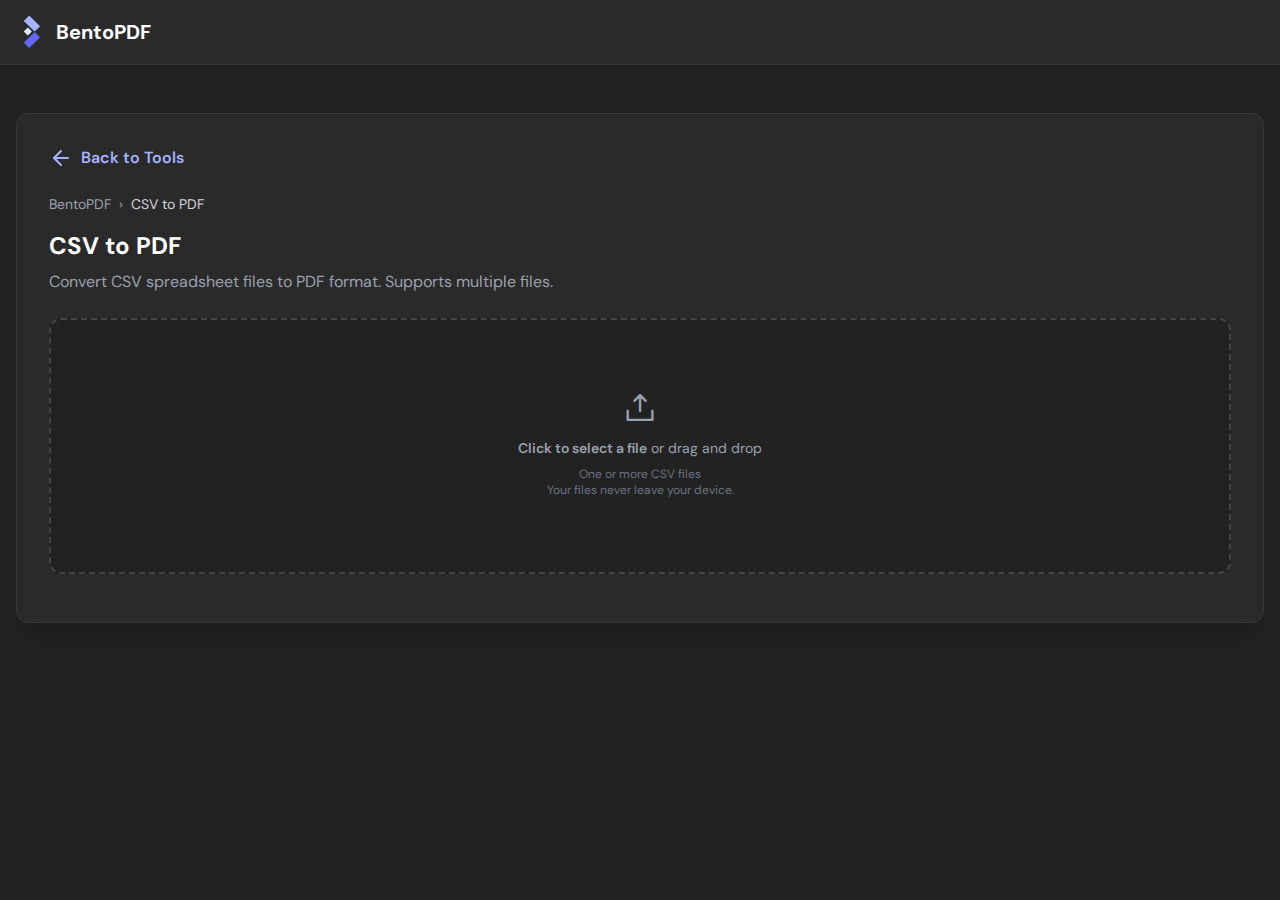 BentoPDF
Back to Tools
BentoPDF › CSV to PDF
CSV to PDF
Convert CSV spreadsheet files to PDF format. Supports multiple files.
Click to select a file or drag and drop
One or more CSV files
Your files never leave your device.